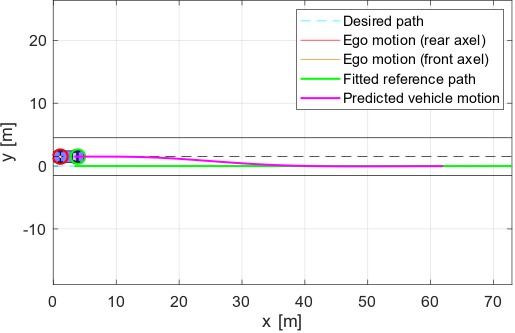 Desired path
Ego motion (rear axel)
Ego motion (front axel)
Fitted reference path
Predicted vehicle motion
20
10
0
-10
y [m]
0 10 20 30 40 50 60 70
x [m]